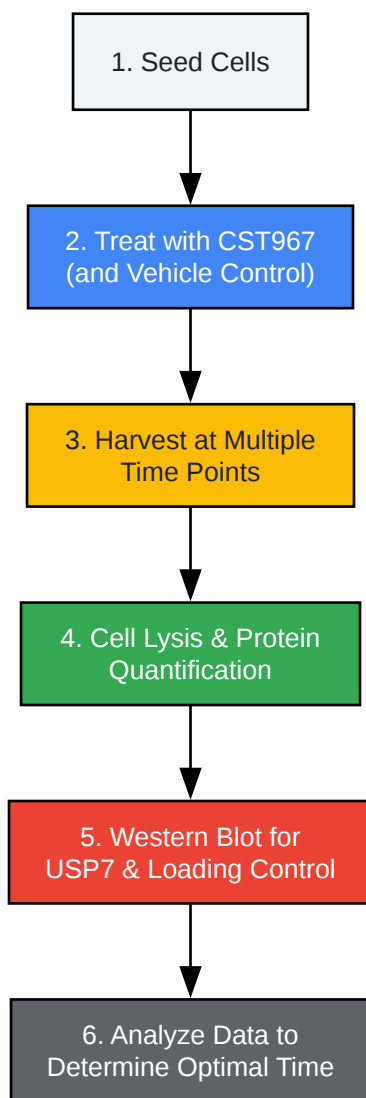 1. Seed Cells
2. Treat with CST967
(and Vehicle Control)
3. Harvest at Multiple
Time Points
4. Cell Lysis & Protein
Quantification
5. Western Blot for
USP7 & Loading Control
6. Analyze Data to
Determine Optimal Time